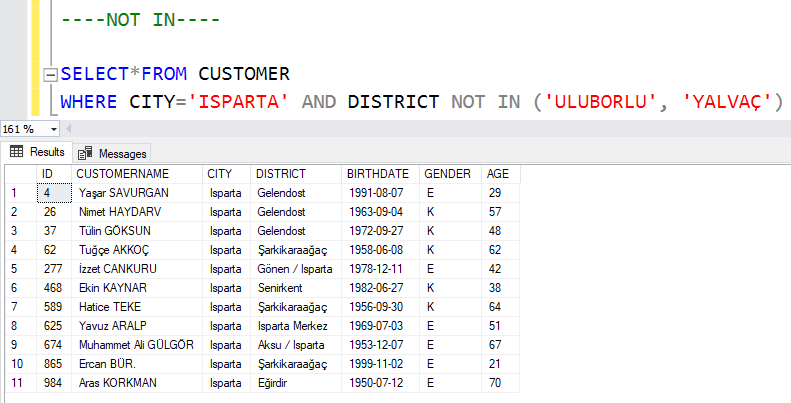 ----NOT IN----
SELECT*FROM CUSTOMER
WHERE CITY='ISPARTA' AND DISTRICT NOT IN ('ULUBORLU', 'YALVAÇ')
161 %
Results Messages
ID CUSTOMERNAME CITY DISTRICT BIRTHDATE GENDER AGE
1 4 Yaşar SAVURGAN Isparta Gelendost 1991-08-07 E 29
2 26 Nimet HAYDARV Isparta Gelendost 1963-09-04 K 57
3 37 Tülin GÖKSUN Isparta Gelendost 1972-09-27 K 48
4 62 Tuğçe AKKOÇ Isparta Şarkikaraağaç 1958-06-08 K 62
5 277 İzzet CANKURU Isparta Gönen / Isparta 1978-12-11 E 42
6 468 Ekin KAYNAR Isparta Senirkent 1982-06-27 K 38
7 589 Hatice TEKE Isparta Şarkikaraağaç 1956-09-30 K 64
8 625 Yavuz ARALP Isparta Isparta Merkez 1969-07-03 E 51
9 674 Muhammet Ali GÜLGÖR Isparta Aksu / Isparta 1953-12-07 E 67
10 865 Ercan BÜR. Isparta Şarkikaraağaç 1999-11-02 E 21
11 984 Aras KORKMAN Isparta Eğirdir 1950-07-12 E 70